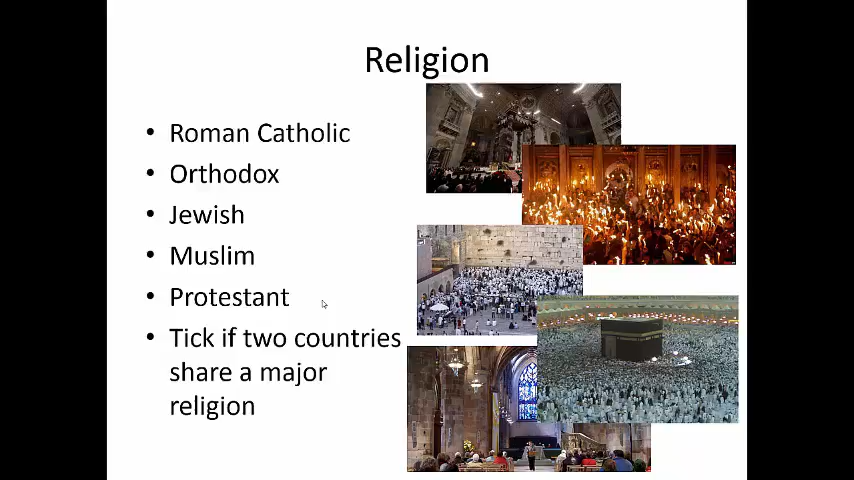 Religion
Roman Catholic
Orthodox
Jewish
Muslim
Protestant
Tick if two countries
share a major
religion